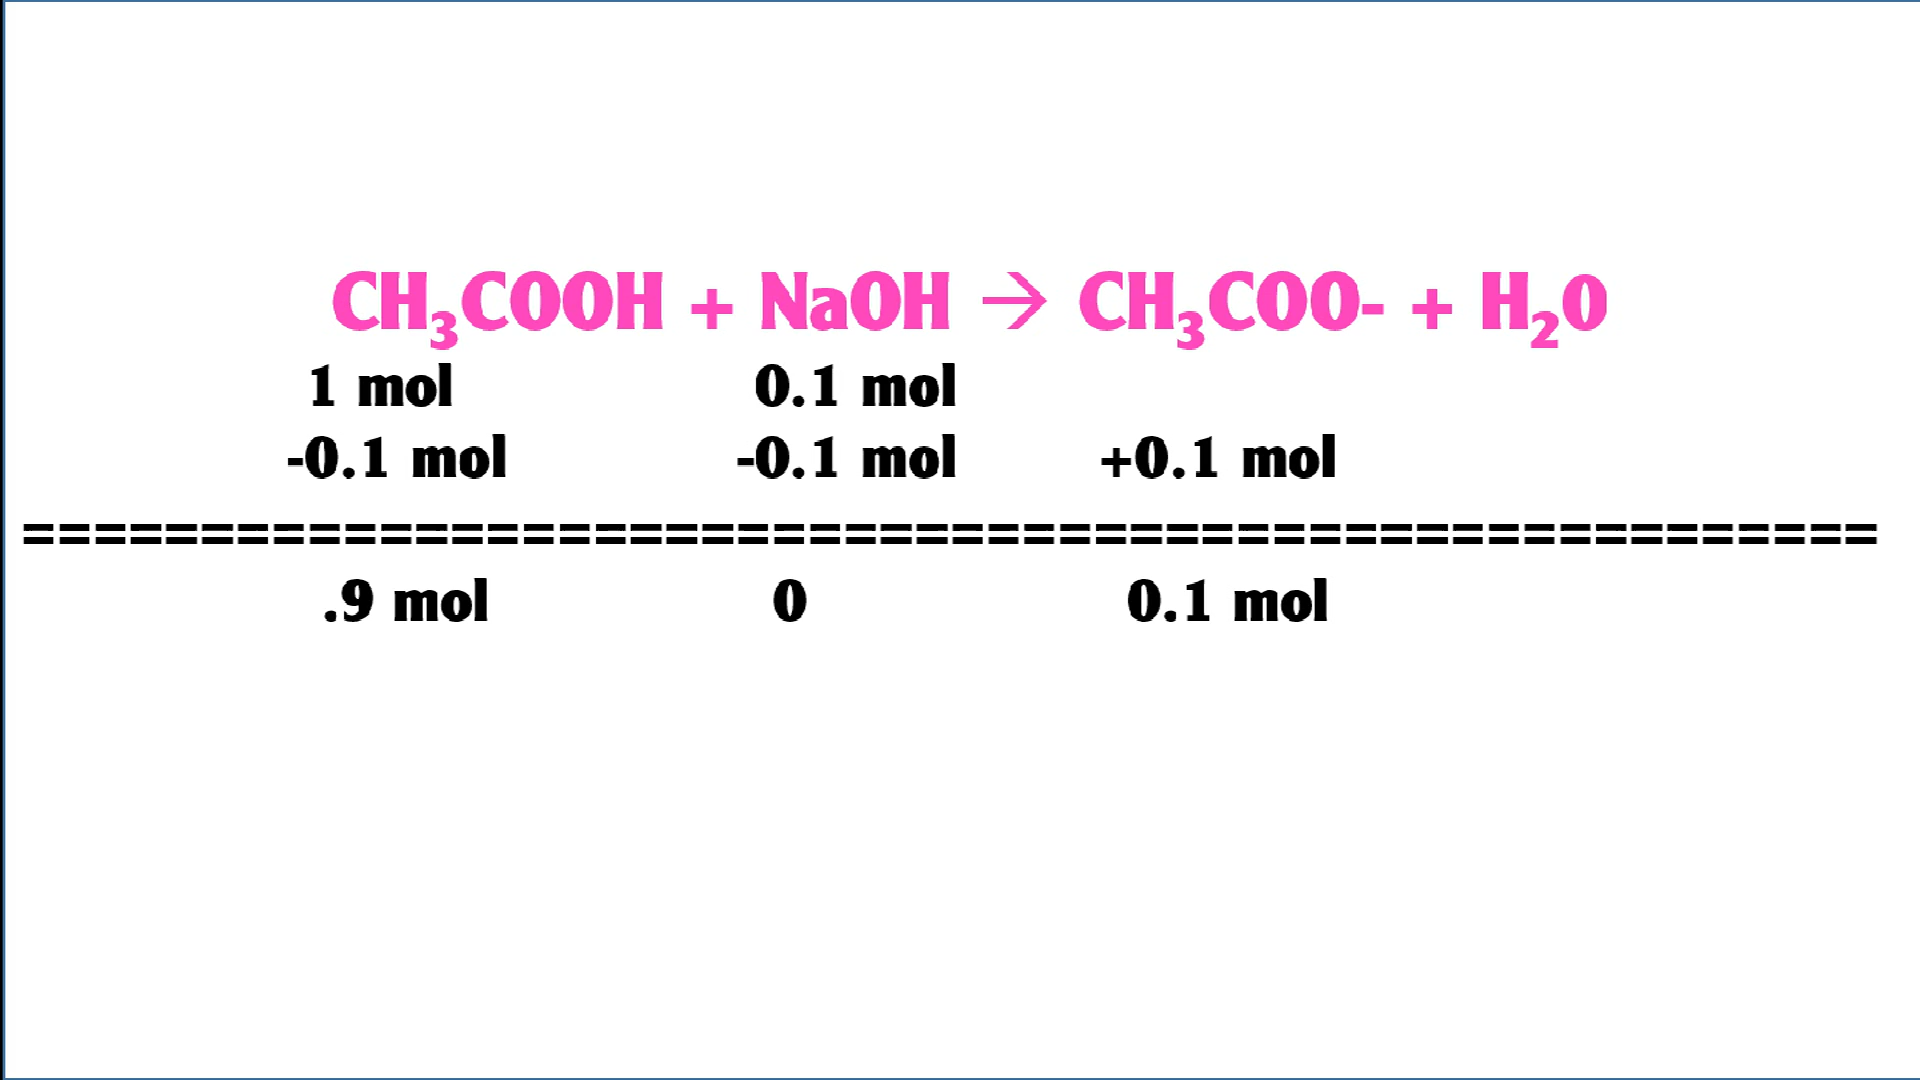 CH₃COOH + NaOH → CH₃COO- + H₂O
1 mol 0.1 mol
-0.1 mol -0.1 mol +0.1 mol
====================================================
.9 mol 0 0.1 mol